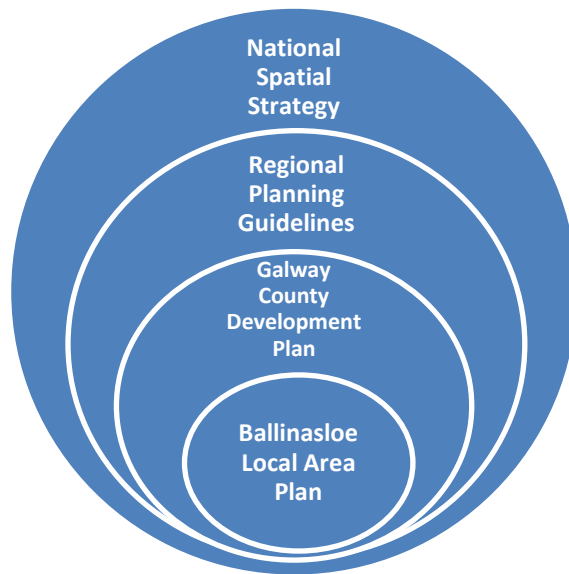 National
Spatial
Strategy
Regional
Planning
Guidelines
Galway
County
Development
Plan
Ballinasloe
Local Area
Plan